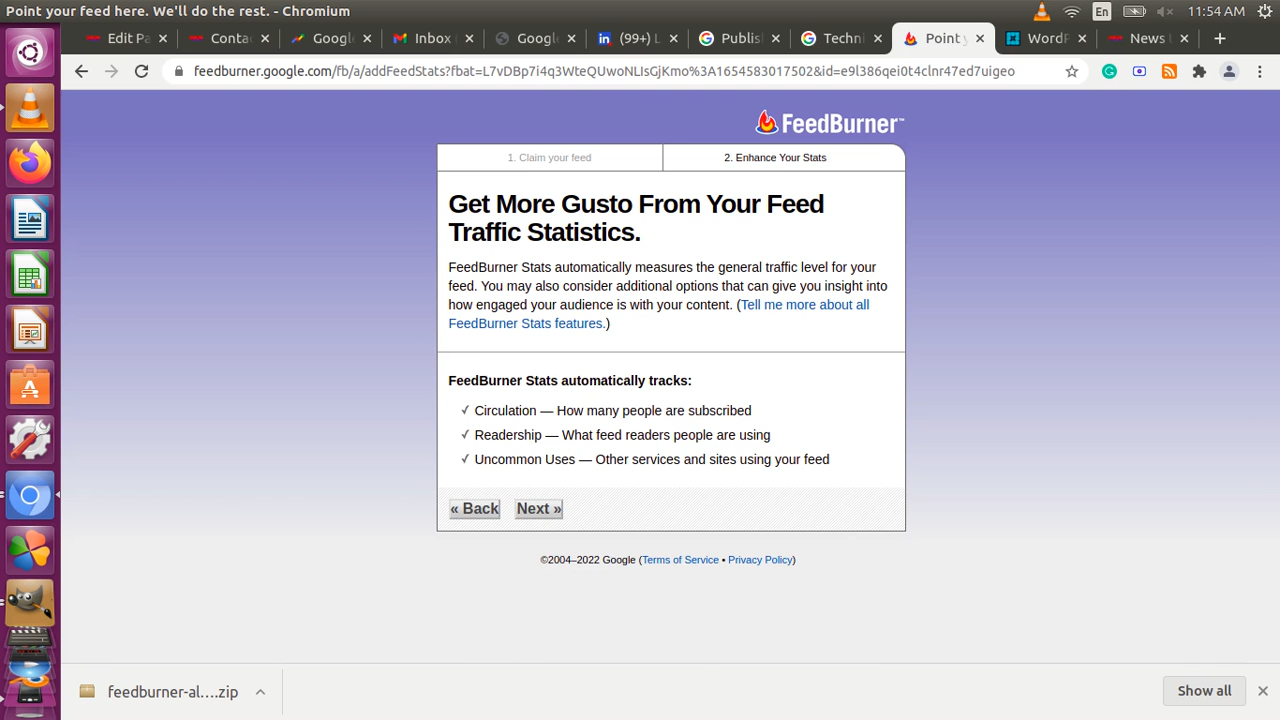 Point your feed here. We'll do the rest. - Chromium
En
11:54 AM
Edit Pa
Contac
Google
Inbox
Google
(99+) L
Publis
Techni
Point y
WordP
News
feedburner.google.com/fb/a/addFeedStats?fbat=L7vDBp7i4q3WteQUwoNLIsGjKmo%3A1654583017502&id=e9l386qei0t4clnr47ed7uigeo
FeedBurner™
1. Claim your feed
2. Enhance Your Stats
Get More Gusto From Your Feed
Traffic Statistics.
FeedBurner Stats automatically measures the general traffic level for your
feed. You may also consider additional options that can give you insight into
how engaged your audience is with your content. (Tell me more about all
FeedBurner Stats features.)
FeedBurner Stats automatically tracks:
✓ Circulation — How many people are subscribed
✓ Readership — What feed readers people are using
✓ Uncommon Uses — Other services and sites using your feed
« Back
Next »
©2004–2022 Google (Terms of Service • Privacy Policy)
feedburner-al....zip
Show all